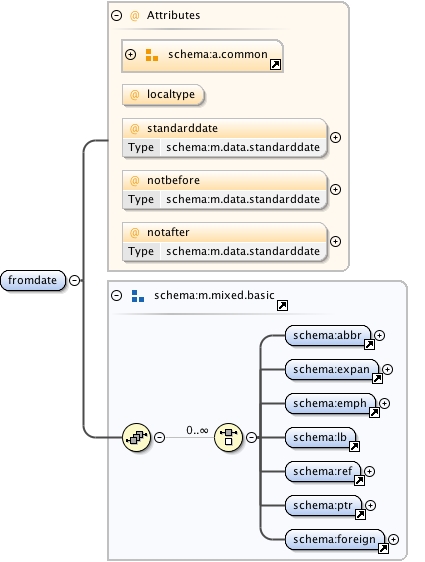 @ Attributes
schema:a.common
@ localtype
@ standarddate
Type schema:m.data.standarddate
@ notbefore
Type schema:m.data.standarddate
@ notafter
Type schema:m.data.standarddate
fromdate
schema:m.mixed.basic
schema:abbr
schema:expan
schema:emph
0..∞
schema:lb
schema:ref
schema:ptr
schema:foreign